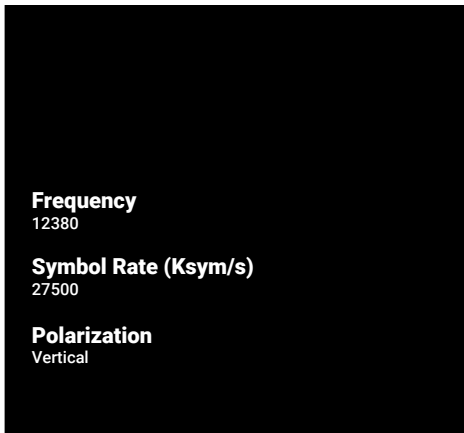 Frequency
12380
Symbol Rate (Ksym/s)
27500
Polarization
Vertical